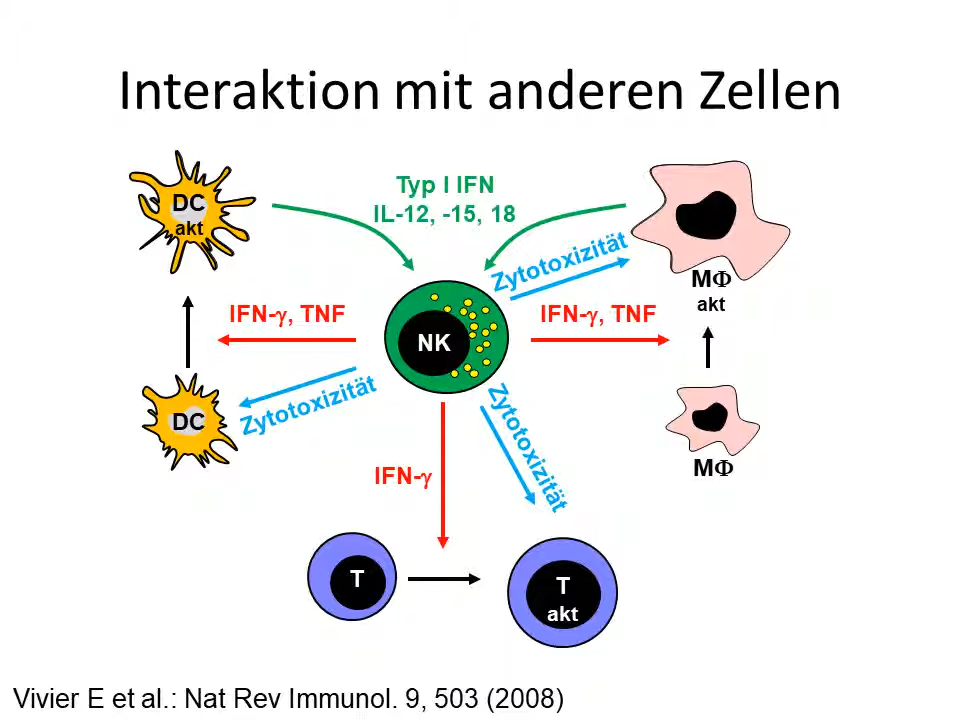 Interaktion mit anderen Zellen
DC
akt
Typ I IFN
IL-12, -15, 18
Zytotoxizität
MΦ
akt
IFN-γ, TNF
NK
IFN-γ, TNF
DC
Zytotoxizität
Zytotoxizität
MΦ
IFN-γ
T
T
akt
Vivier E et al.: Nat Rev Immunol. 9, 503 (2008)